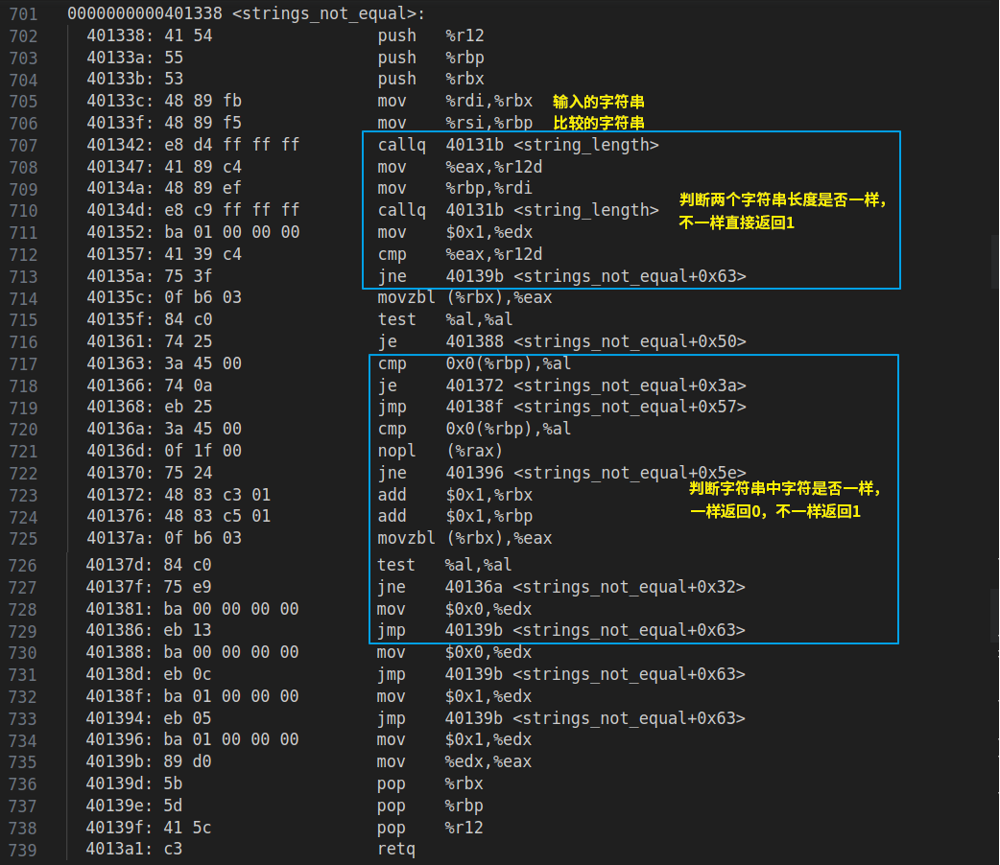 701 0000000000401338 <strings_not_equal>:
702 401338: 41 54 push %r12
703 40133a: 55 push %rbp
704 40133b: 53 push %rbx
705 40133c: 48 89 fb mov %rdi,%rbx 输入的字符串
706 40133f: 48 89 f5 mov %rsi,%rbp 比较的字符串
707 401342: e8 d4 ff ff ff callq 40131b <string_length>
708 401347: 41 89 c4 mov %eax,%r12d
709 40134a: 48 89 ef mov %rbp,%rdi 判断两个字符串长度是否一样，
710 40134d: e8 c9 ff ff ff callq 40131b <string_length> 不一样直接返回1
711 401352: ba 01 00 00 00 mov $0x1,%edx
712 401357: 41 39 c4 cmp %eax,%r12d
713 40135a: 75 3f jne 40139b <strings_not_equal+0x63>
714 40135c: 0f b6 03 movzbl (%rbx),%eax
715 40135f: 84 c0 test %al,%al
716 401361: 74 25 je 401388 <strings_not_equal+0x50>
717 401363: 3a 45 00 cmp 0x0(%rbp),%al
718 401366: 74 0a je 401372 <strings_not_equal+0x3a>
719 401368: eb 25 jmp 40138f <strings_not_equal+0x57>
720 40136a: 3a 45 00 cmp 0x0(%rbp),%al
721 40136d: 0f 1f 00 nopl (%rax)
722 401370: 75 24 jne 401396 <strings_not_equal+0x5e>
723 401372: 48 83 c3 01 add $0x1,%rbx 判断字符串中字符是否一样，
724 401376: 48 83 c5 01 add $0x1,%rbp 一样返回0，不一样返回1
725 40137a: 0f b6 03 movzbl (%rbx),%eax
726 40137d: 84 c0 test %al,%al
727 40137f: 75 e9 jne 40136a <strings_not_equal+0x32>
728 401381: ba 00 00 00 00 mov $0x0,%edx
729 401386: eb 13 jmp 40139b <strings_not_equal+0x63>
730 401388: ba 00 00 00 00 mov $0x0,%edx
731 40138d: eb 0c jmp 40139b <strings_not_equal+0x63>
732 40138f: ba 01 00 00 00 mov $0x1,%edx
733 401394: eb 05 jmp 40139b <strings_not_equal+0x63>
734 401396: ba 01 00 00 00 mov $0x1,%edx
735 40139b: 89 d0 mov %edx,%eax
736 40139d: 5b pop %rbx
737 40139e: 5d pop %rbp
738 40139f: 41 5c pop %r12
739 4013a1: c3 retq